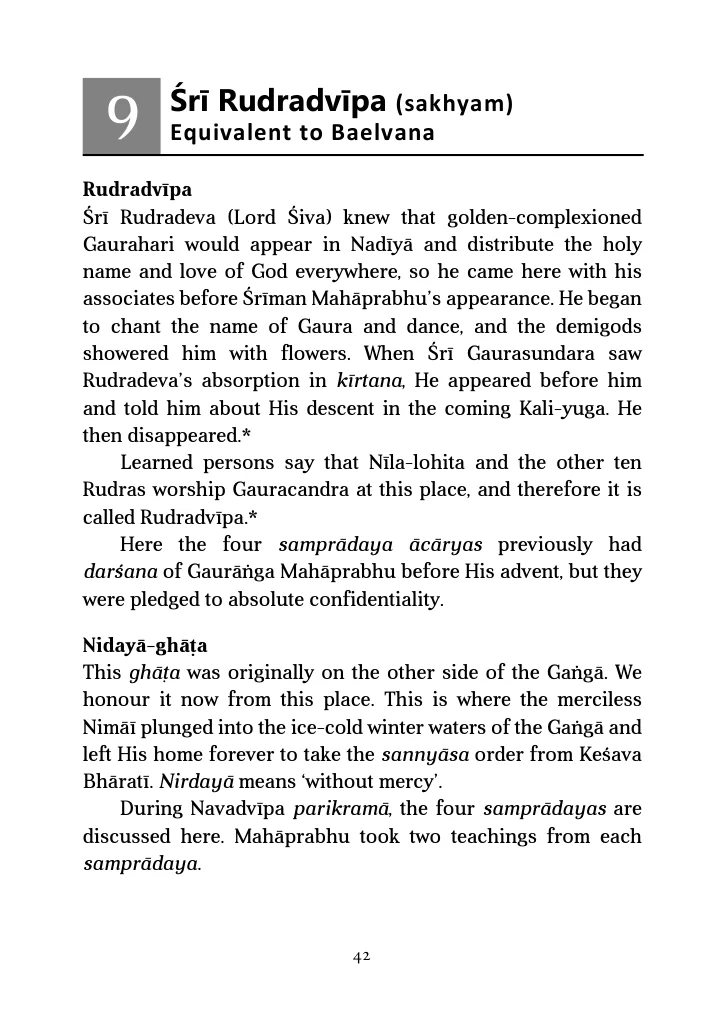 9
Śrī Rudradvīpa (sakhyam)
Equivalent to Baelvana
Rudradvīpa
Śrī Rudradeva (Lord Śiva) knew that golden-complexioned
Gaurahari would appear in Nadīyā and distribute the holy
name and love of God everywhere, so he came here with his
associates before Śrīman Mahāprabhu’s appearance. He began
to chant the name of Gaura and dance, and the demigods
showered him with flowers. When Śrī Gaurasundara saw
Rudradeva’s absorption in kīrtana, He appeared before him
and told him about His descent in the coming Kali-yuga. He
then disappeared.*
Learned persons say that Nīla-lohita and the other ten
Rudras worship Gauracandra at this place, and therefore it is
called Rudradvīpa.*
Here the four samprādaya ācāryas previously had
darśana of Gaurāṅga Mahāprabhu before His advent, but they
were pledged to absolute confidentiality.
Nidayā-ghāṭa
This ghāṭa was originally on the other side of the Gaṅgā. We
honour it now from this place. This is where the merciless
Nimāī plunged into the ice-cold winter waters of the Gaṅgā and
left His home forever to take the sannyāsa order from Keśava
Bhāratī. Nirdayā means ‘without mercy’.
During Navadvīpa parikramā, the four samprādayas are
discussed here. Mahāprabhu took two teachings from each
samprādaya.
42